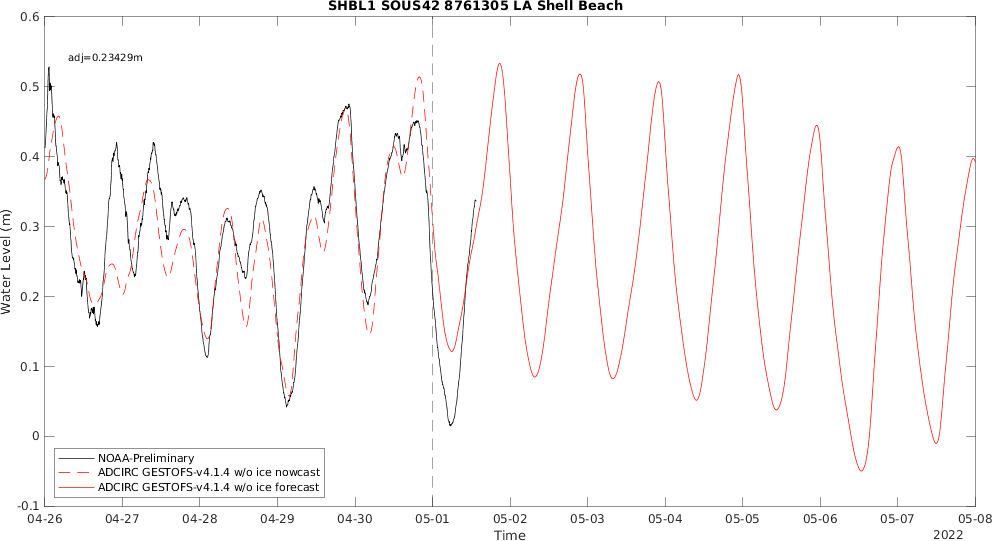 SHBL1 SOUS42 8761305 LA Shell Beach
adj=0.23429m
0.6
0.5
0.4
0.3
0.2
0.1
0
-0.1
Water Level (m)
NOAA-Preliminary
ADCIRC GESTOFS-v4.1.4 w/o ice nowcast
ADCIRC GESTOFS-v4.1.4 w/o ice forecast
04-26 04-27 04-28 04-29 04-30 05-01 05-02 05-03 05-04 05-05 05-06 05-07 05-08
Time
2022